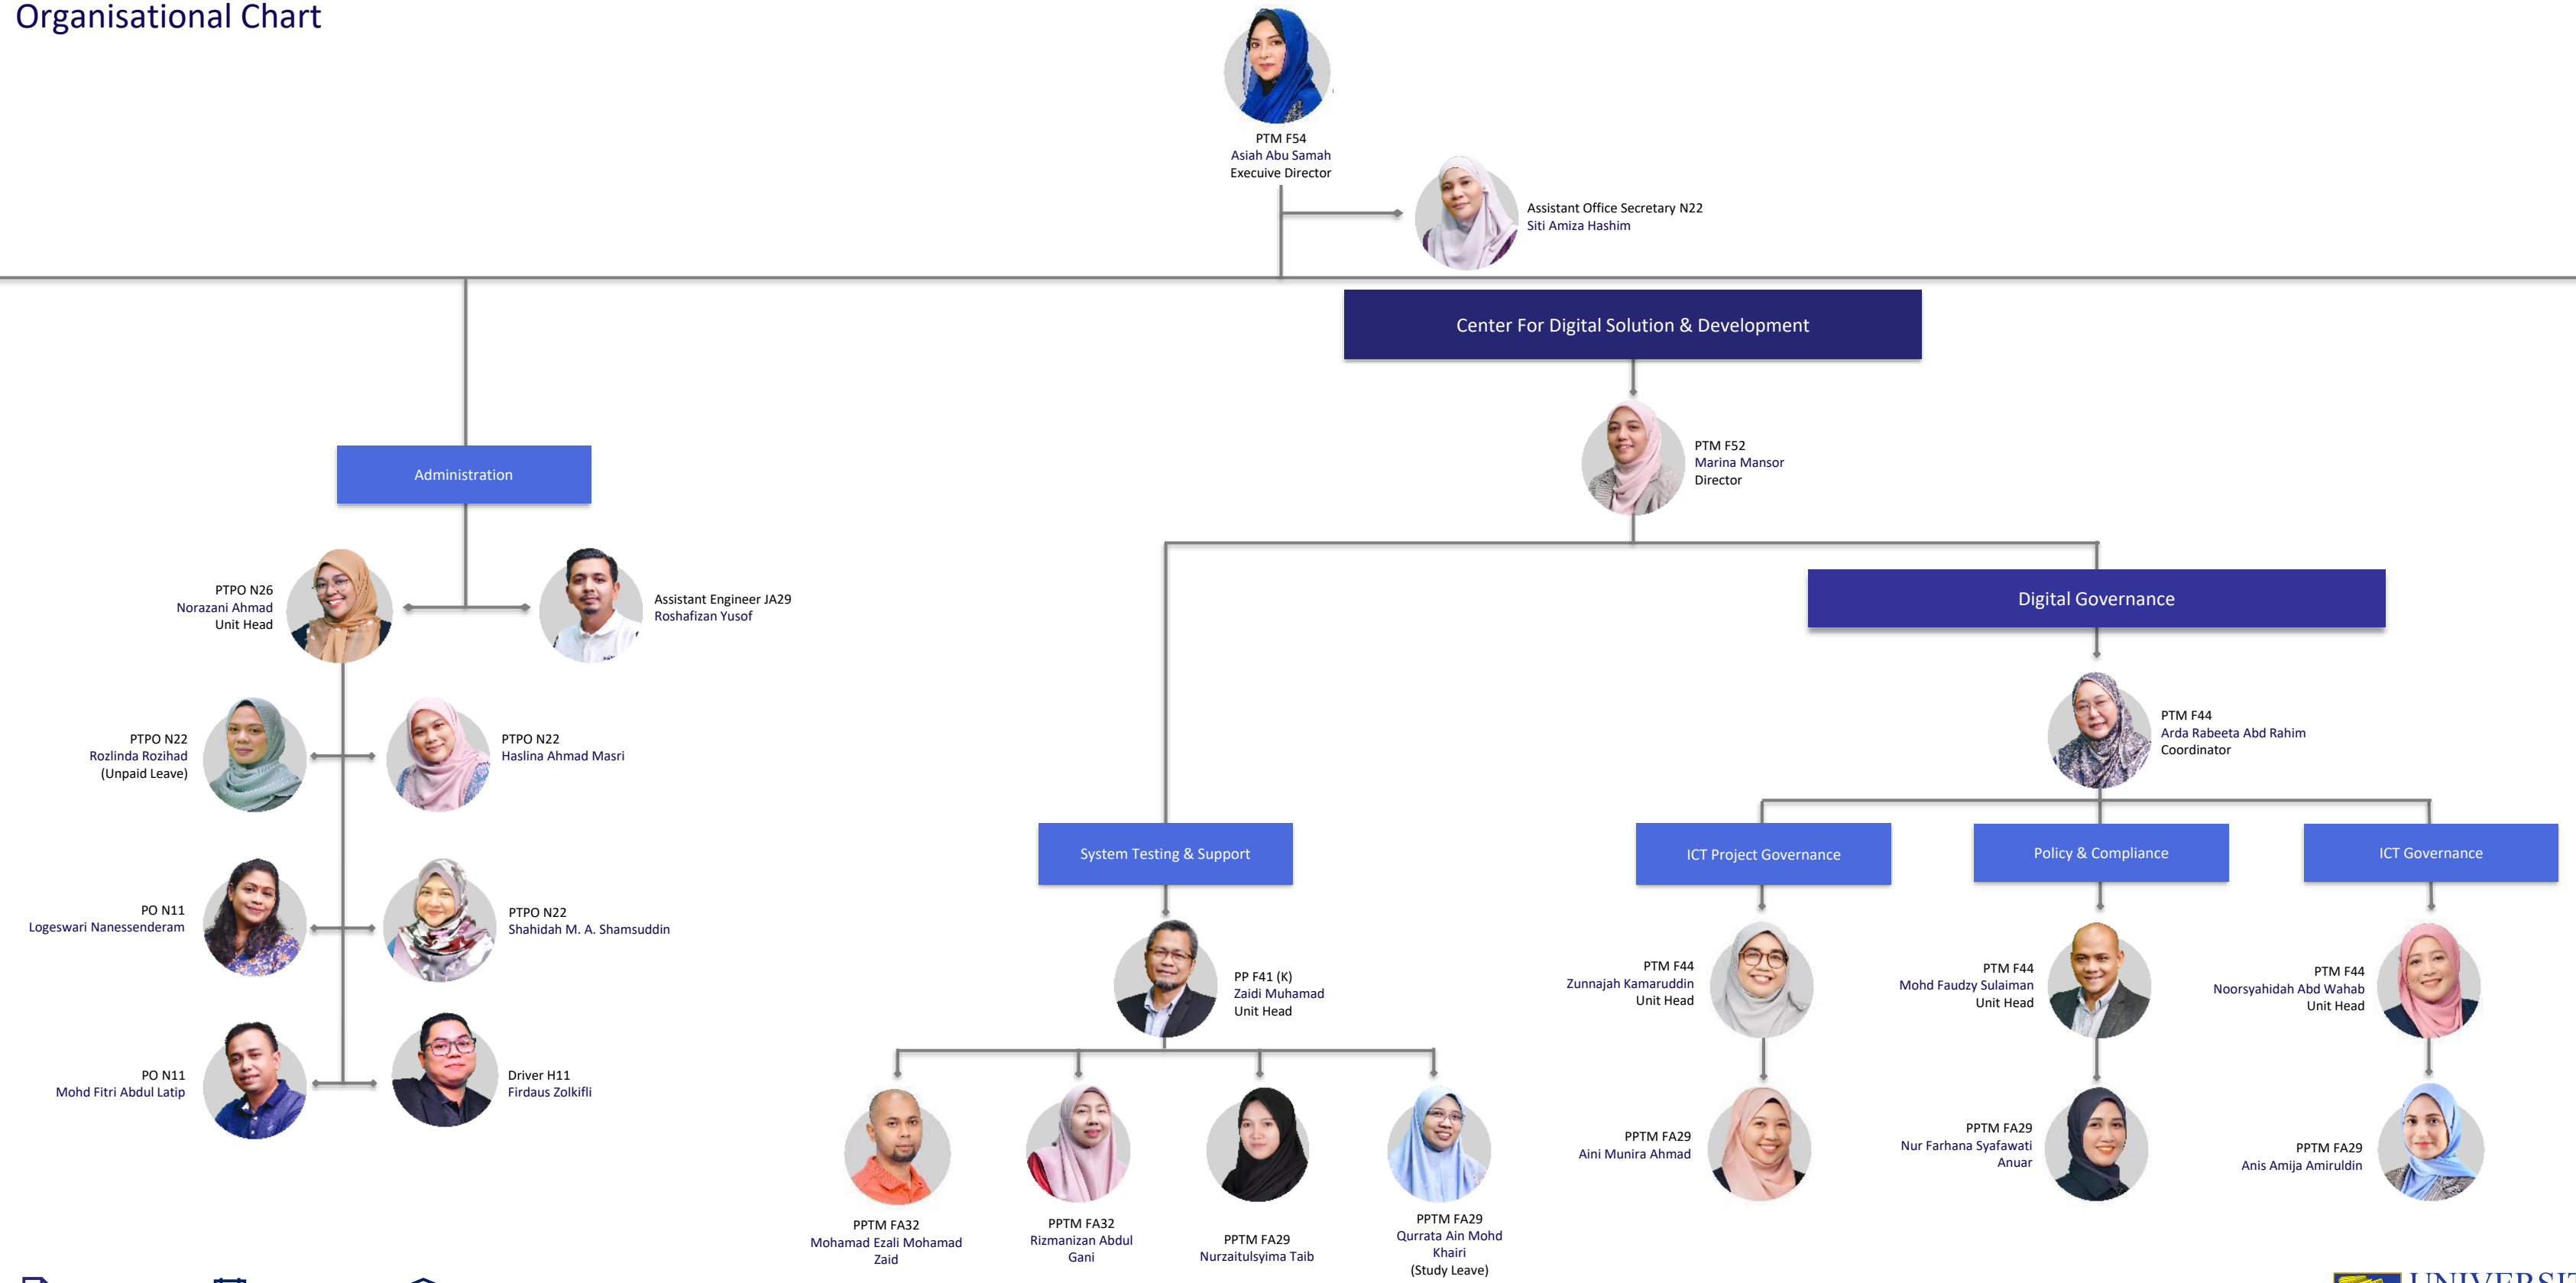 Organisational Chart
PTM F54
Asiah Abu Samah
Execuive Director
Assistant Office Secretary N22
Siti Amiza Hashim
Center For Digital Solution & Development
PTM F52
Marina Mansor
Director
Administration
PTPO N26
Norazani Ahmad
Unit Head
Assistant Engineer JA29
Roshafizan Yusof
PTPO N22
Rozlinda Rozihad
(Unpaid Leave)
PTPO N22
Haslina Ahmad Masri
PO N11
Logeswari Nanessenderam
PTPO N22
Shahidah M. A. Shamsuddin
PO N11
Mohd Fitri Abdul Latip
Driver H11
Firdaus Zolkifli
Digital Governance
PTM F44
Arda Rabeeta Abd Rahim
Coordinator
System Testing & Support
PP F41 (K)
Zaidi Muhamad
Unit Head
PPTM FA32
Mohamad Ezali Mohamad
Zaid
PPTM FA32
Rizmanizan Abdul
Gani
PPTM FA29
Nurzaitulsyima Taib
PPTM FA29
Qurrata Ain Mohd
Khairi
(Study Leave)
ICT Project Governance
PTM F44
Zunnajah Kamaruddin
Unit Head
PPTM FA29
Aini Munira Ahmad
Policy & Compliance
PTM F44
Mohd Faudzy Sulaiman
Unit Head
PPTM FA29
Nur Farhana Syafawati
Anuar
ICT Governance
PTM F44
Noorsyahidah Abd Wahab
Unit Head
PPTM FA29
Anis Amija Amiruldin